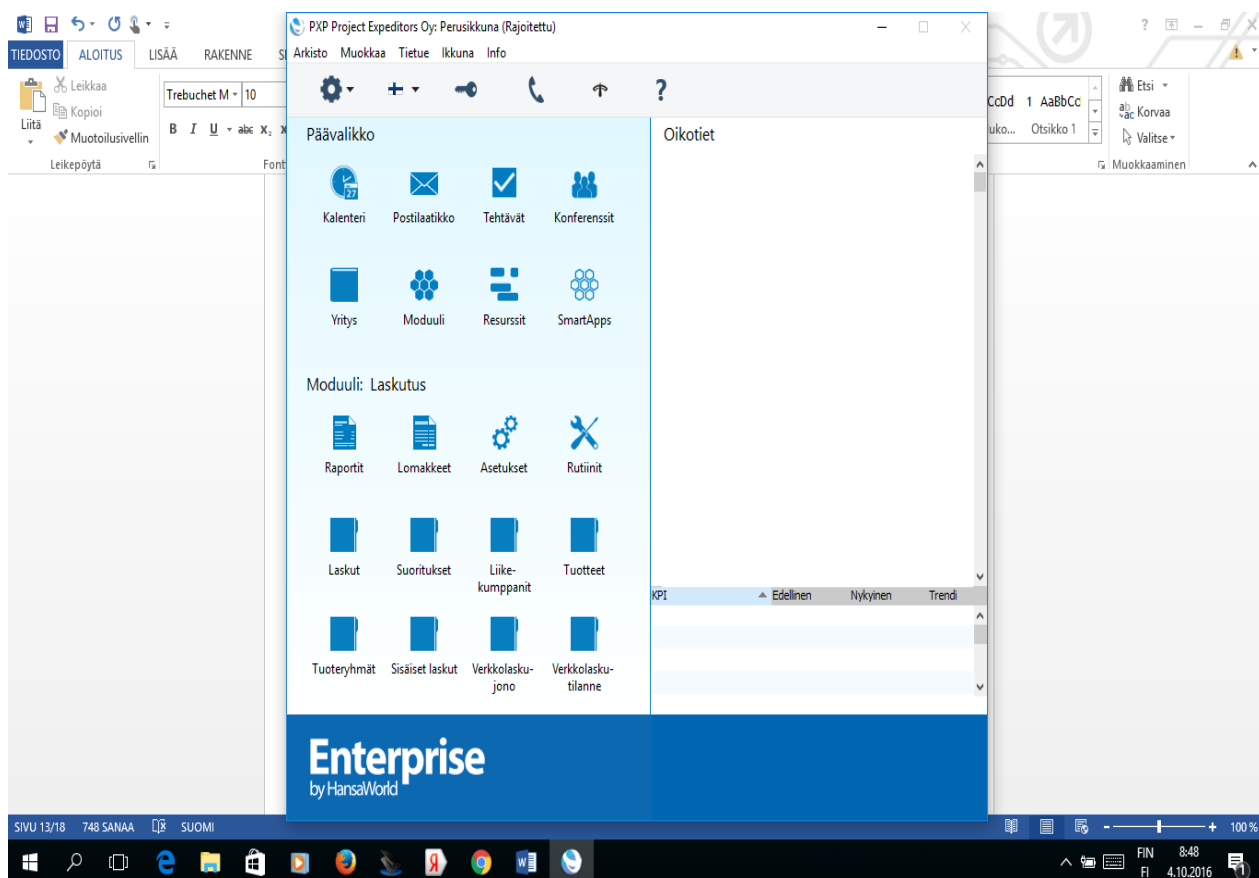 PXP Project Expeditors Oy: Perusikkuna (Rajoitettu)
TIEDOSTO ALOITUS LISÄÄ RAKENNE
Arkisto Muokkaa Tietue Ikkuna Info
Leikkaa
Kopioi
Muotoilusivellin
Liitä
Leikepöytä
Trebuchet M 10
B I U abc X₂
Font
CcDd 1 AaBbCc
Otsikko 1
Etsi
Korvaa
Valitse
Muokkaaminen
Päävalikko
Oikotiet
Kalenteri Postilaatikko Tehtävät Konferenssit
Yritys Moduuli Resurssit SmartApps
Moduuli: Laskutus
Raportit Lomakkeet Asetukset Rutiinit
Laskut Suoritukset Liike-
kumppanit
Tuotteet
KPI Edellinen Nykyinen Trendi
Tuoteryhmät Sisäiset laskut Verkkolasku-
jono
Verkkolasku-
tilanne
Enterprise
by HansaWorld
SIVU 13/18 748 SANAA SUOMI
100 %
FIN 8:48
FI 4.10.2016